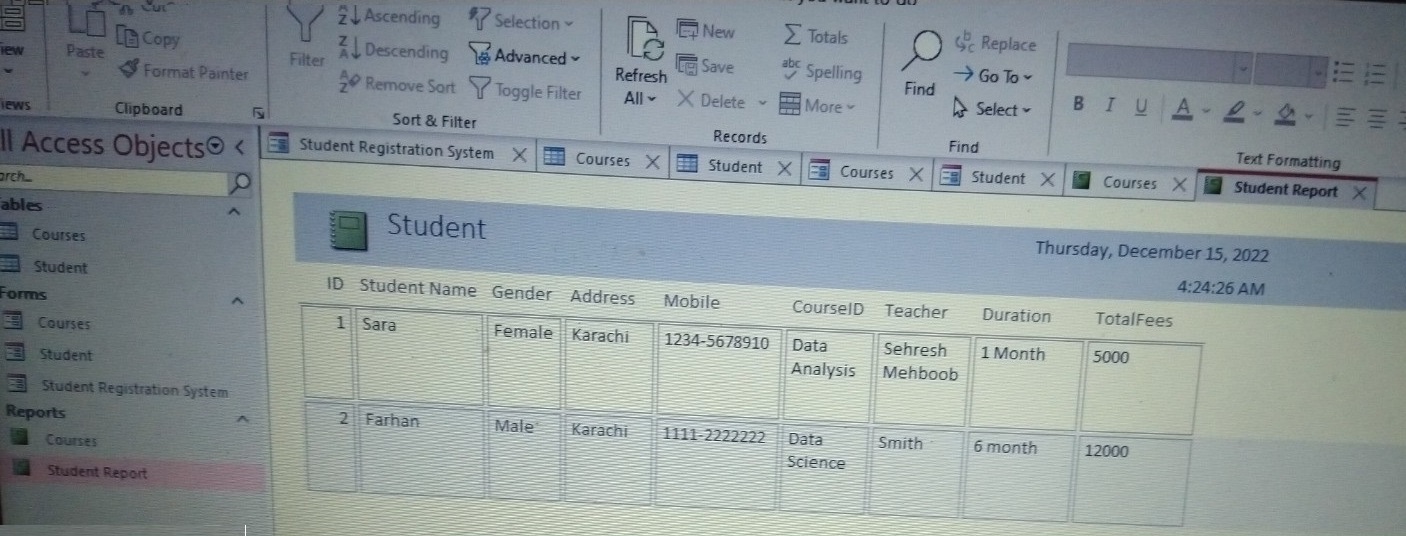 Paste
Copy
Format Painter
Clipboard
Filter
Ascending
Descending
Remove Sort
Selection
Advanced
Toggle Filter
Sort & Filter
Refresh
All
New
Save
Delete
Totals
Spelling
More
Records
Find
Replace
Go To
Select
Find
B I U A
Text Formatting
ll Access Objects
Student Registration System
Courses
Student
Courses
Student
Courses
Student Report
arch...
ables
Courses
Student
Forms
Courses
Student
Student Registration System
Reports
Courses
Student Report
Student
Thursday, December 15, 2022
4:24:26 AM
ID Student Name Gender Address Mobile CourseID Teacher Duration TotalFees
1 Sara Female Karachi 1234-5678910 Data Sehresh 1 Month 5000
Analysis Mehboob
2 Farhan Male Karachi 1111-2222222 Data Smith 6 month 12000
Science